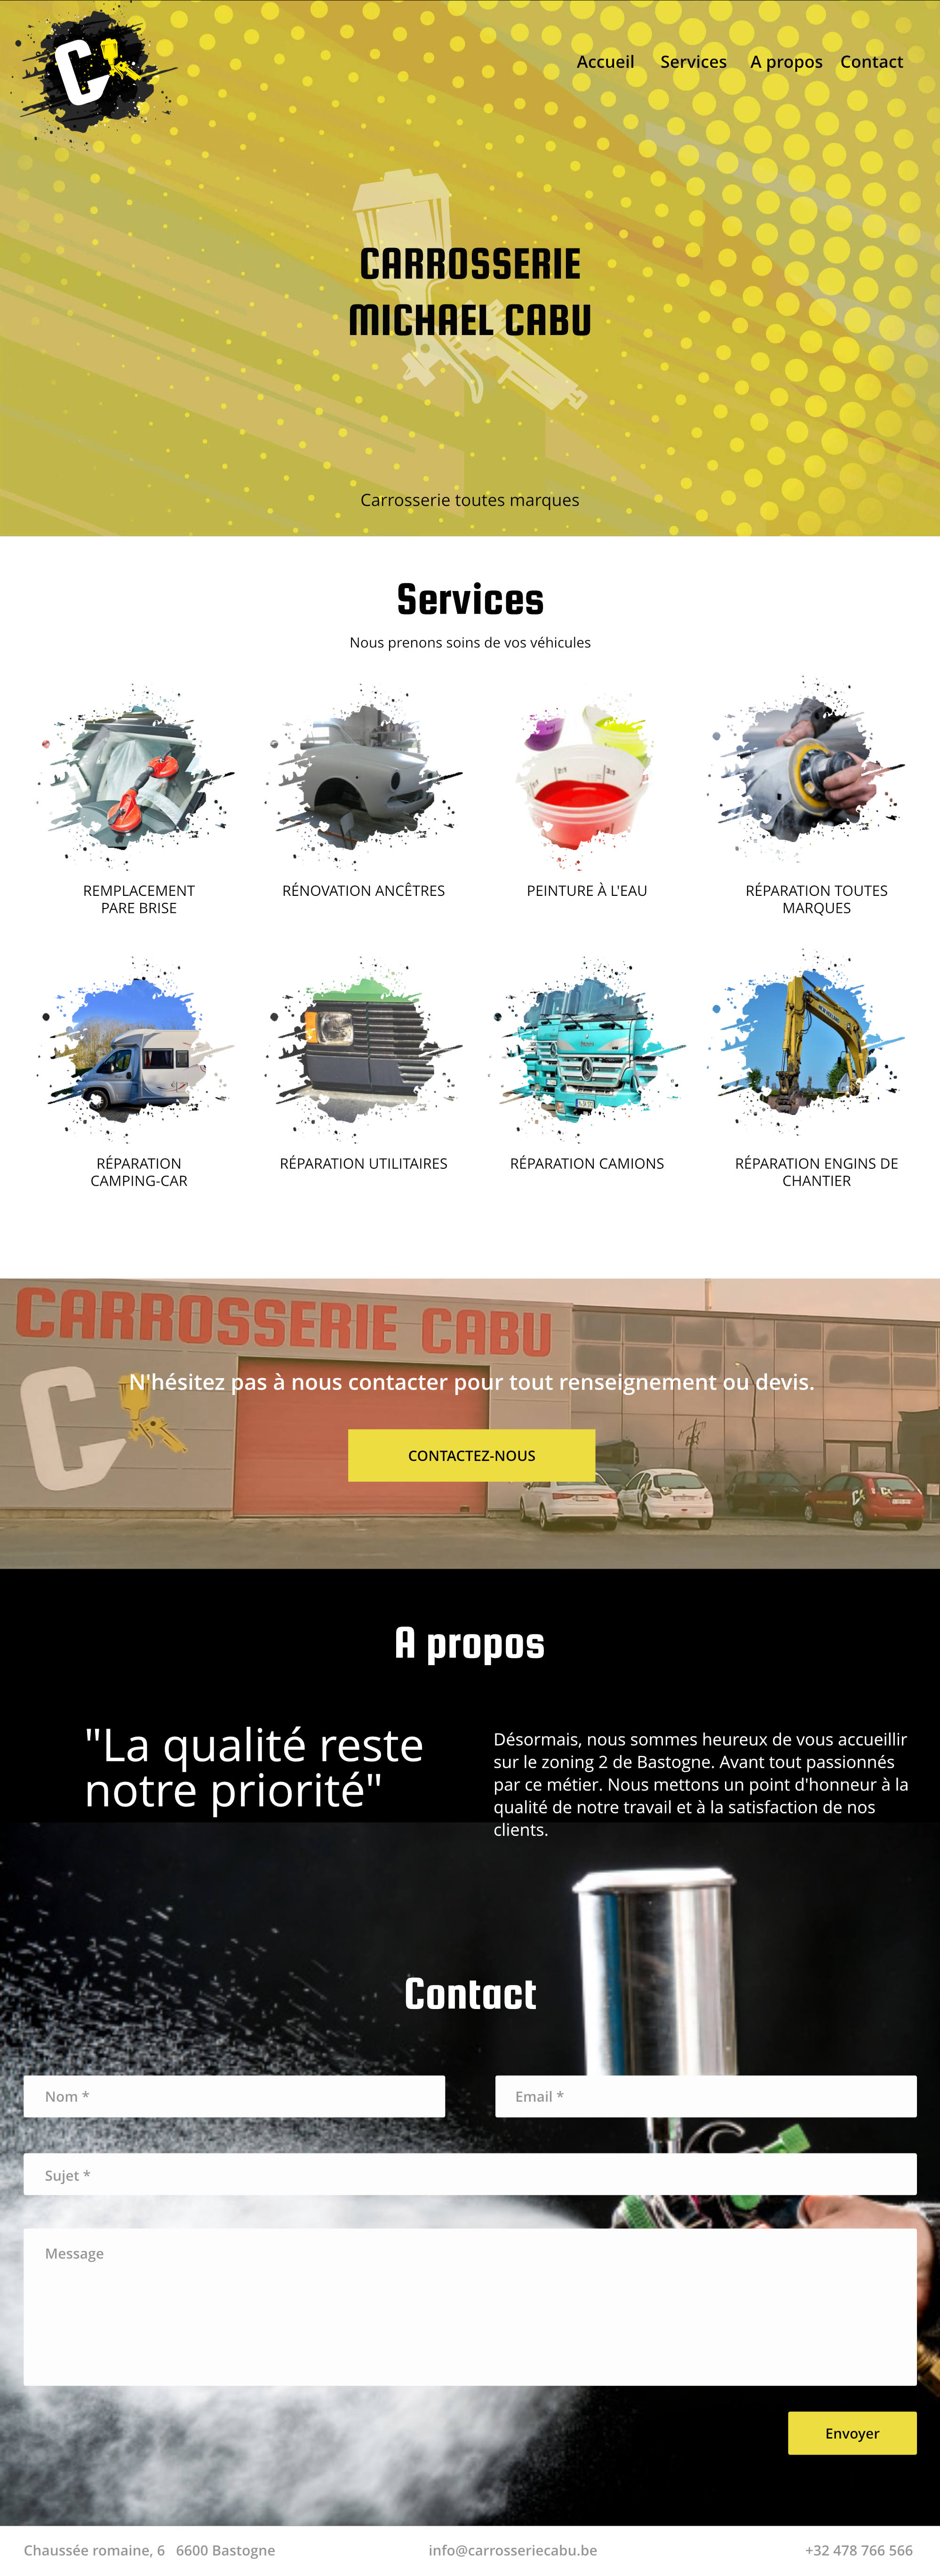 C
Accueil Services A propos Contact
CARROSSERIE
MICHAEL CABU
Carrosserie toutes marques
Services
Nous prenons soins de vos véhicules
REMPLACEMENT
PARE BRISE
RÉNOVATION ANCÊTRES
PEINTURE À L'EAU
RÉPARATION TOUTES
MARQUES
RÉPARATION
CAMPING-CAR
RÉPARATION UTILITAIRES
RÉPARATION CAMIONS
RÉPARATION ENGINS DE
CHANTIER
CARROSSERIE CABU
C
N'hésitez pas à nous contacter pour tout renseignement ou devis.
CONTACTEZ-NOUS
A propos
"La qualité reste
notre priorité"
Désormais, nous sommes heureux de vous accueillir
sur le zoning 2 de Bastogne. Avant tout passionnés
par ce métier. Nous mettons un point d'honneur à la
qualité de notre travail et à la satisfaction de nos
clients.
Contact
Nom *
Email *
Sujet *
Message
Envoyer
Chaussée romaine, 6 6600 Bastogne
info@carrosseriecabu.be
+32 478 766 566